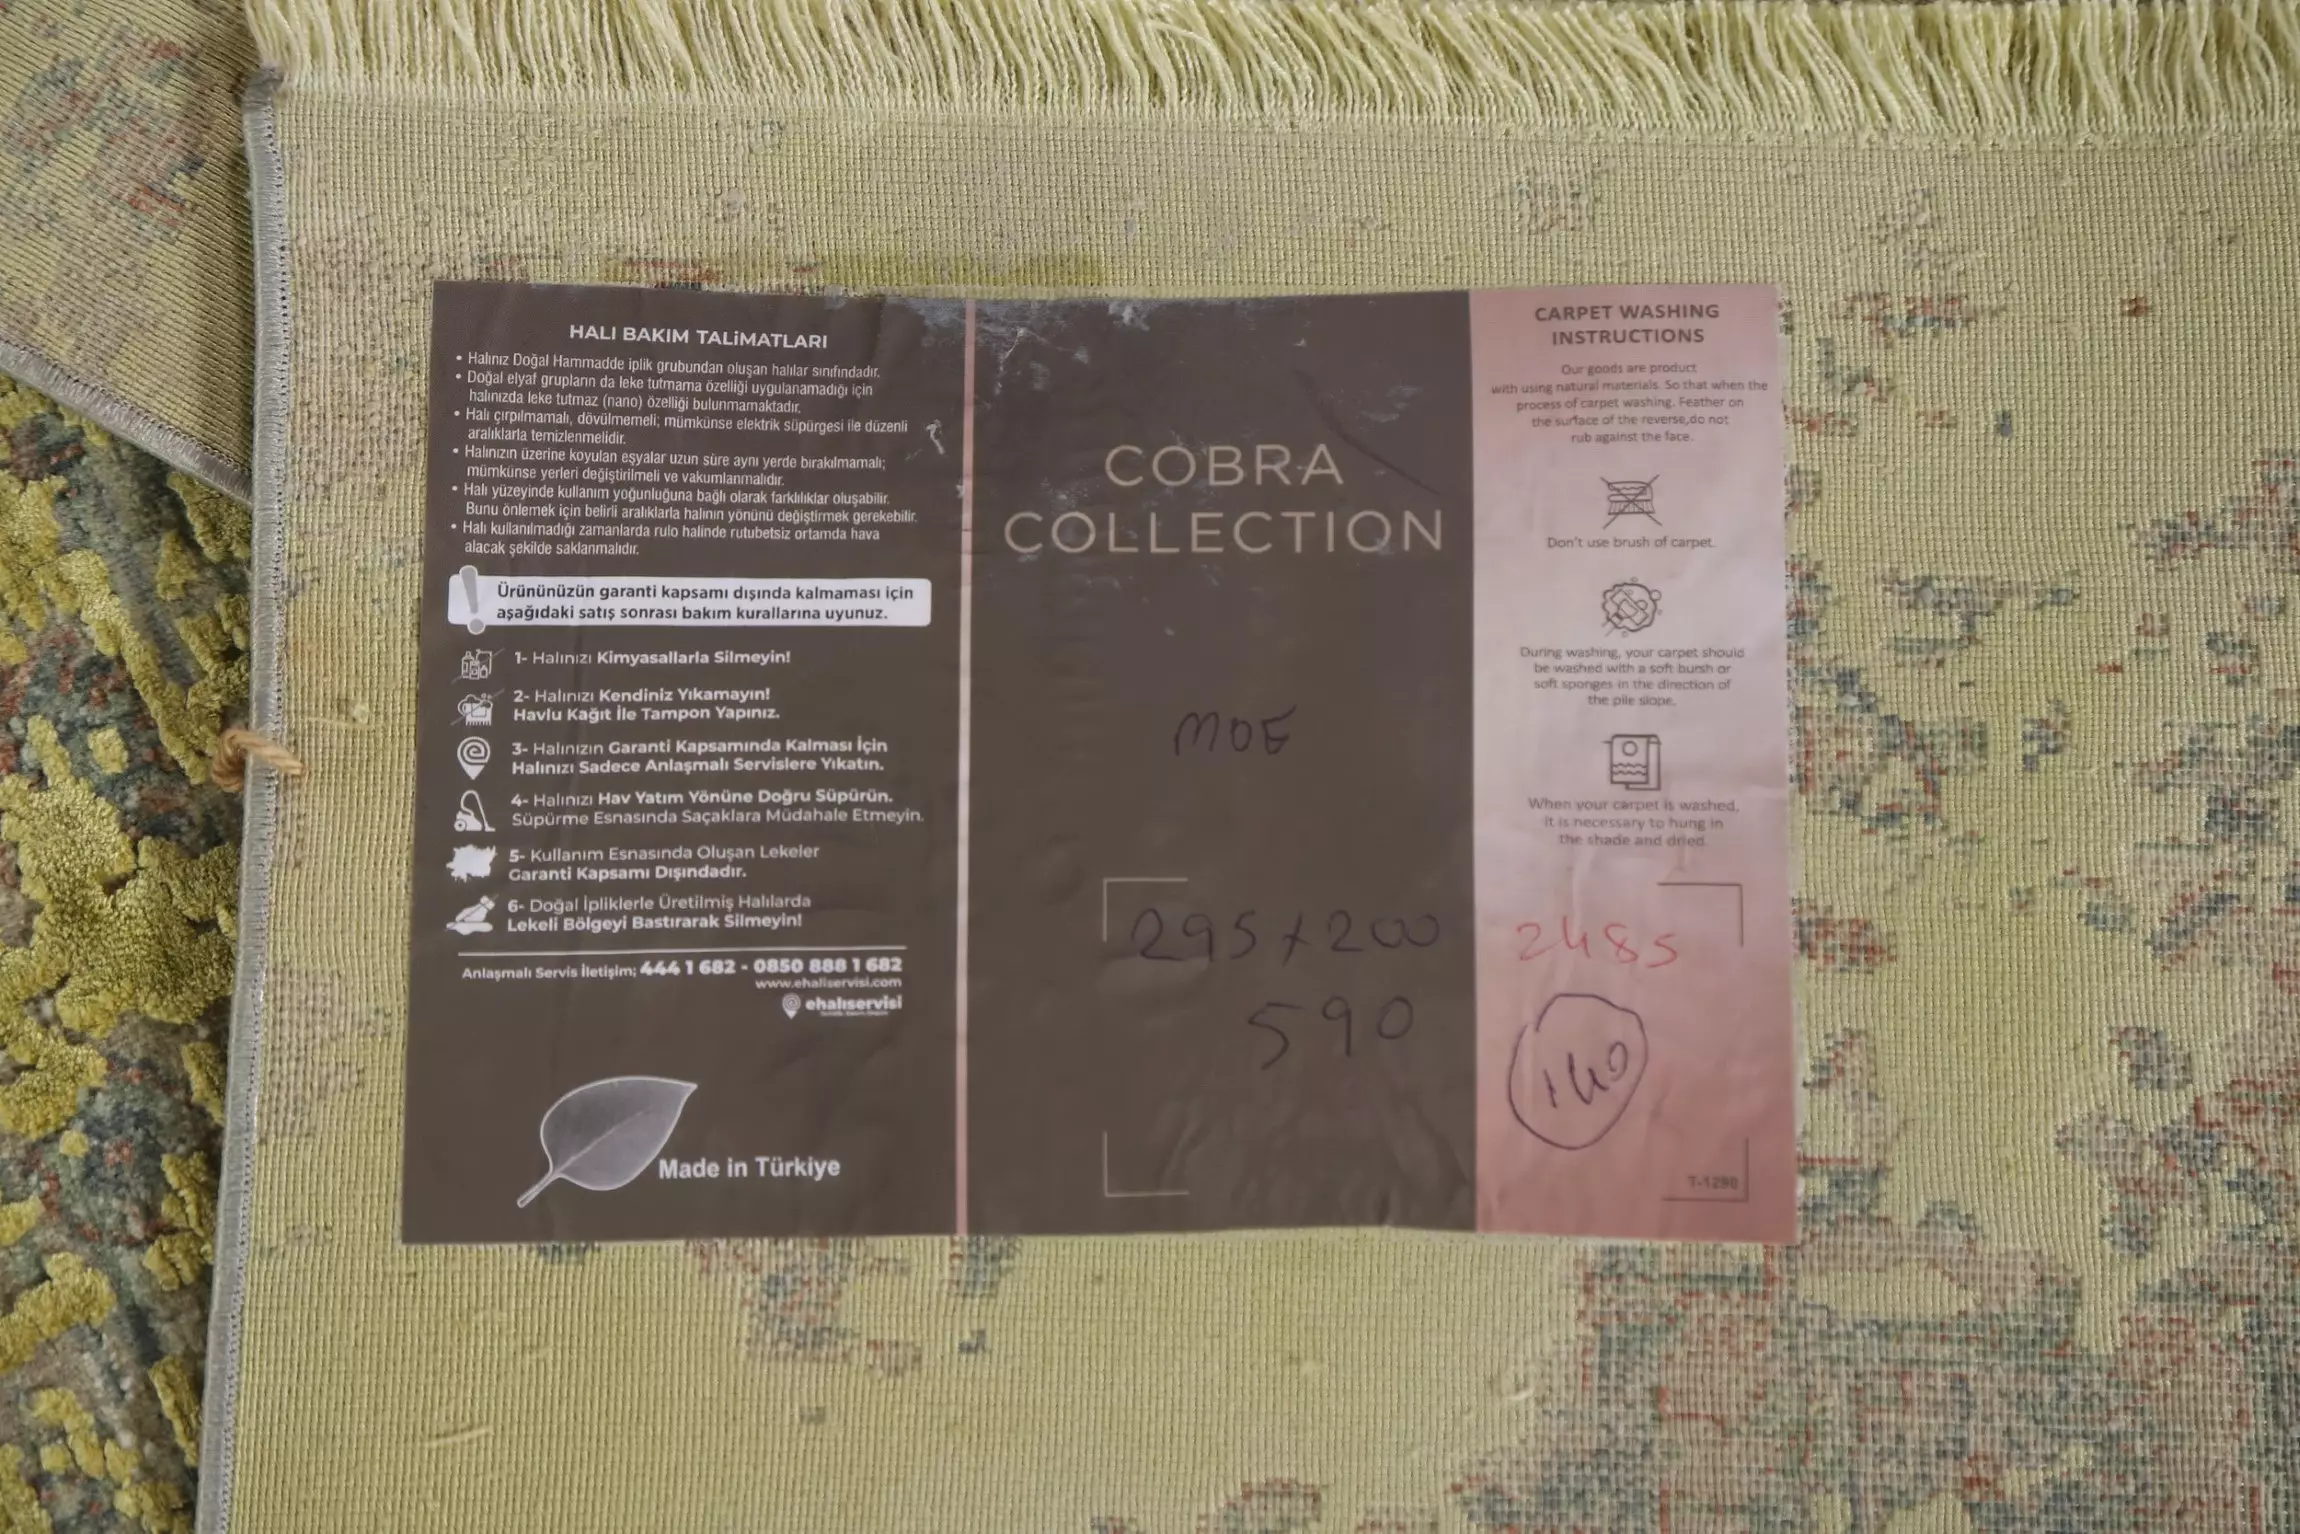 HALI BAKIM TALİMATLARI
• Halınız Doğal Hammadde iplik grubundan oluşan halılar sınıfındadır.
• Doğal elyaf grupların da leke tutmama özelliği uygulanamadığı için
halınızda leke tutmaz (nano) özelliği bulunmamaktadır.
• Halı çırpılmamalı, dövülmemeli; mümkünse elektrik süpürgesi ile düzenli
aralıklarla temizlenmelidir.
• Halınızın üzerine koyulan eşyalar uzun süre aynı yerde bırakılmamalı;
mümkünse yerleri değiştirilmeli ve vakumlanmalıdır.
• Halı yüzeyinde kullanım yoğunluğuna bağlı olarak farklılıklar oluşabilir.
Bunu önlemek için belirli aralıklarla halının yönünü değiştirmek gerekebilir.
• Halı kullanılmadığı zamanlarda rulo halinde rutubetsiz ortamda hava
alacak şekilde saklanmalıdır.
Ürününüzün garanti kapsamı dışında kalmaması için
aşağıdaki satış sonrası bakım kurallarına uyunuz.
1- Halınızı Kimyasallarla Silmeyin!
2- Halınızı Kendiniz Yıkamayın!
Havlu Kağıt İle Tampon Yapınız.
3- Halınızın Garanti Kapsamında Kalması İçin
Halınızı Sadece Anlaşmalı Servislere Yıkatın.
4- Halınızı Hav Yatım Yönüne Doğru Süpürün.
Süpürme Esnasında Saçaklara Müdahale Etmeyin.
5- Kullanım Esnasında Oluşan Lekeler
Garanti Kapsamı Dışındadır.
6- Doğal İpliklerle Üretilmiş Halılarda
Lekeli Bölgeyi Bastırarak Silmeyin!
Anlaşmalı Servis İletişim; 444 1 682 - 0850 888 1 682
www.ehaliservisi.com
ehalıservisi
Made in Türkiye
COBRA
COLLECTION
MOE
295x200
590
CARPET WASHING
INSTRUCTIONS
Our goods are product
with using natural materials. So that when the
process of carpet washing. Feather on
the surface of the reverse,do not
rub against the face.
Don't use brush of carpet.
During washing, your carpet should
be washed with a soft bursh or
soft sponges in the direction of
the pile slope.
When your carpet is washed,
it is necessary to hung in
the shade and dried.
2485
140
T-1290